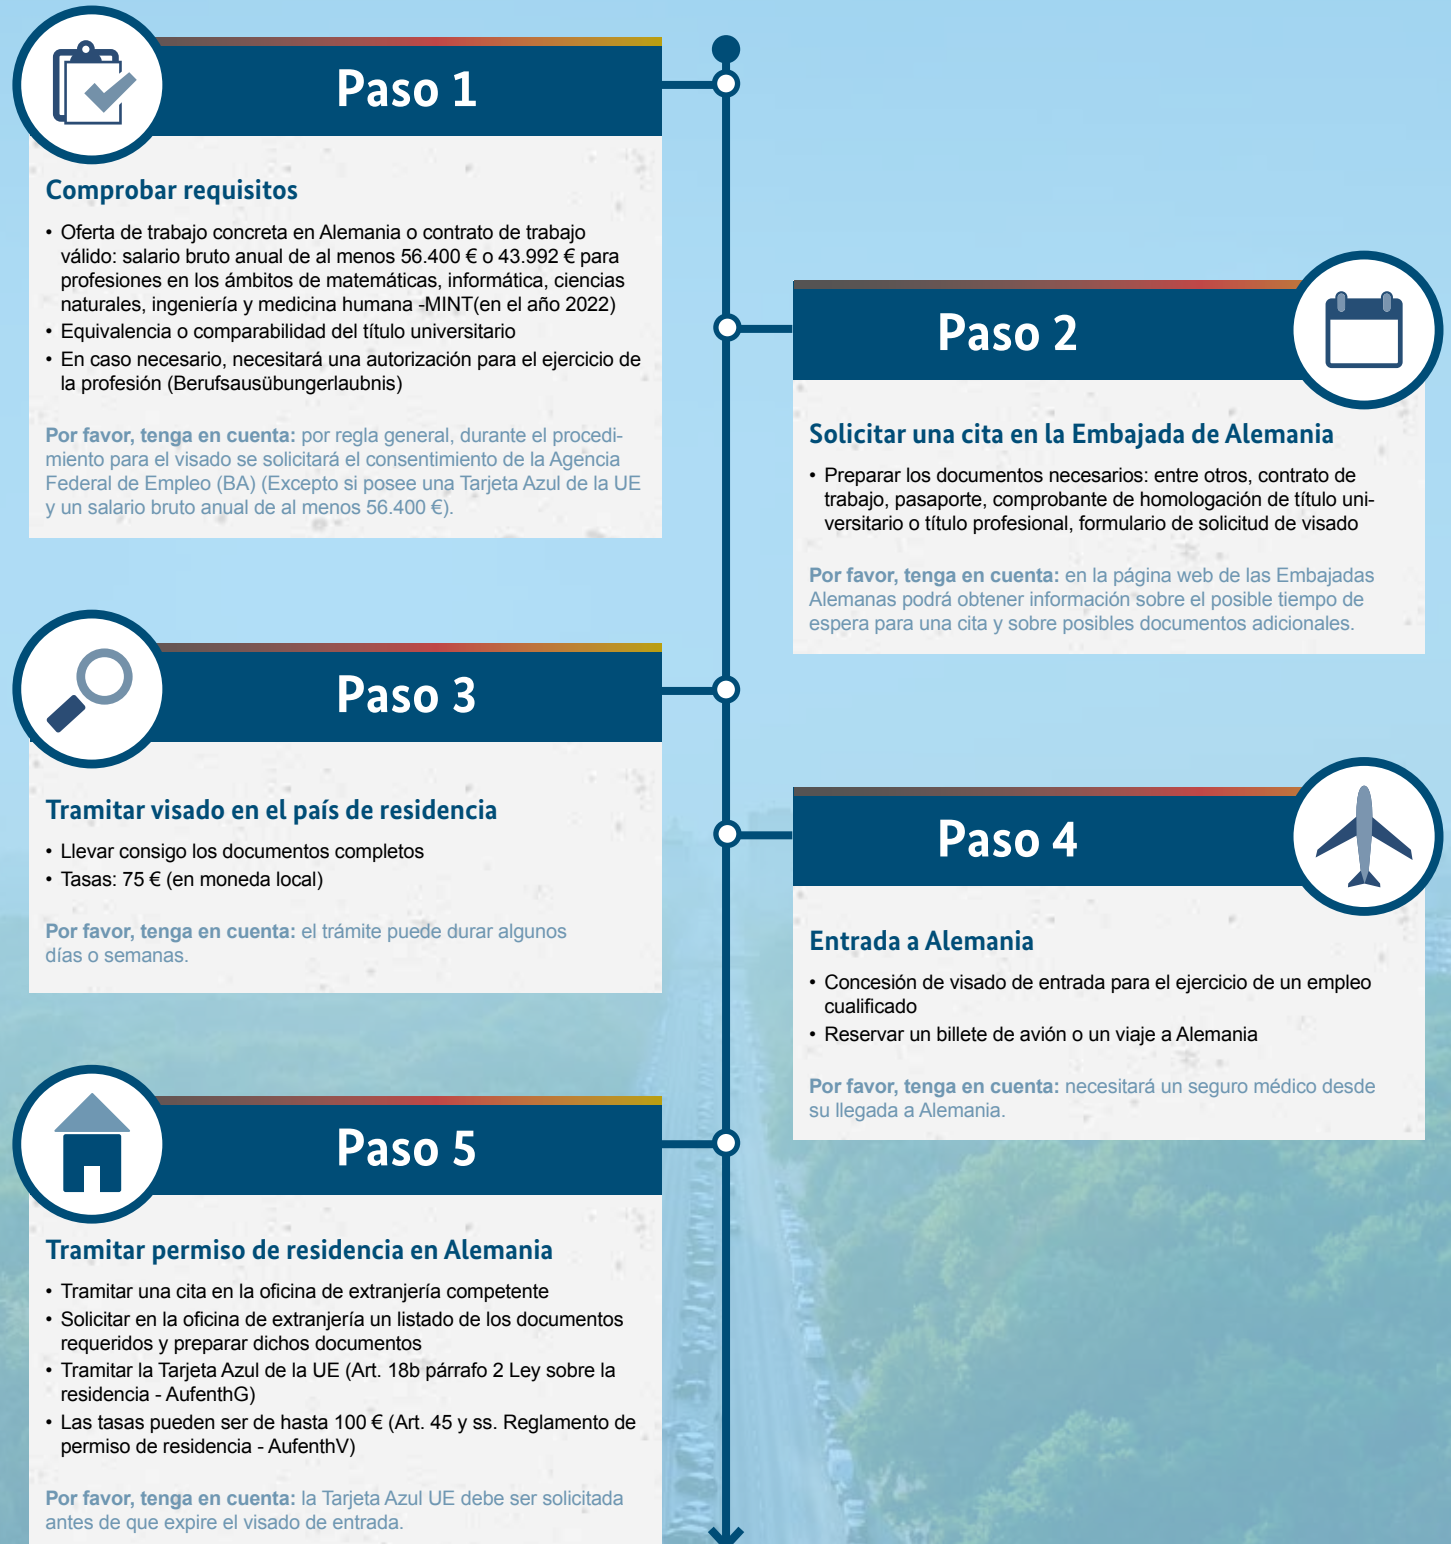 Paso 1
Comprobar requisitos
• Oferta de trabajo concreta en Alemania o contrato de trabajo
válido: salario bruto anual de al menos 56.400 € o 43.992 € para
profesiones en los ámbitos de matemáticas, informática, ciencias
naturales, ingeniería y medicina humana -MINT(en el año 2022)
• Equivalencia o comparabilidad del título universitario
• En caso necesario, necesitará una autorización para el ejercicio de
la profesión (Berufsausübungerlaubnis)
Por favor, tenga en cuenta: por regla general, durante el procedi-
miento para el visado se solicitará el consentimiento de la Agencia
Federal de Empleo (BA) (Excepto si posee una Tarjeta Azul de la UE
y un salario bruto anual de al menos 56.400 €).
Paso 2
Solicitar una cita en la Embajada de Alemania
• Preparar los documentos necesarios: entre otros, contrato de
trabajo, pasaporte, comprobante de homologación de título uni-
versitario o título profesional, formulario de solicitud de visado
Por favor, tenga en cuenta: en la página web de las Embajadas
Alemanas podrá obtener información sobre el posible tiempo de
espera para una cita y sobre posibles documentos adicionales.
Paso 3
Tramitar visado en el país de residencia
• Llevar consigo los documentos completos
• Tasas: 75 € (en moneda local)
Por favor, tenga en cuenta: el trámite puede durar algunos
días o semanas.
Paso 4
Entrada a Alemania
• Concesión de visado de entrada para el ejercicio de un empleo
cualificado
• Reservar un billete de avión o un viaje a Alemania
Por favor, tenga en cuenta: necesitará un seguro médico desde
su llegada a Alemania.
Paso 5
Tramitar permiso de residencia en Alemania
• Tramitar una cita en la oficina de extranjería competente
• Solicitar en la oficina de extranjería un listado de los documentos
requeridos y preparar dichos documentos
• Tramitar la Tarjeta Azul de la UE (Art. 18b párrafo 2 Ley sobre la
residencia - AufenthG)
• Las tasas pueden ser de hasta 100 € (Art. 45 y ss. Reglamento de
permiso de residencia - AufenthV)
Por favor, tenga en cuenta: la Tarjeta Azul UE debe ser solicitada
antes de que expire el visado de entrada.